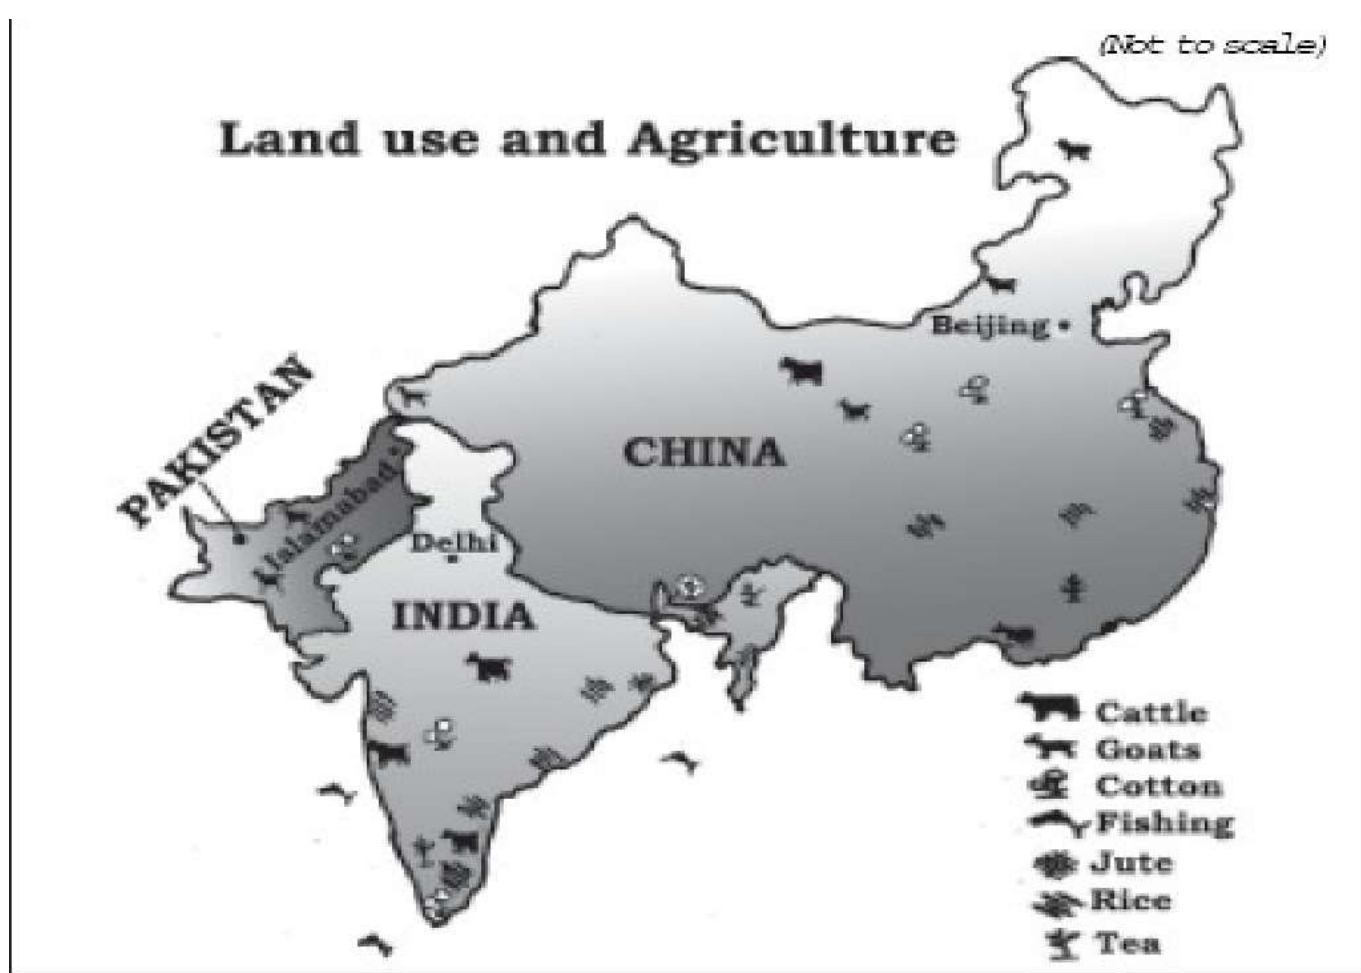 (Not to scale)
Land use and Agriculture
Beijing
PAKISTAN
CHINA
Delhi
INDIA
Cattle
Goats
Cotton
Fishing
Jute
Rice
Tea